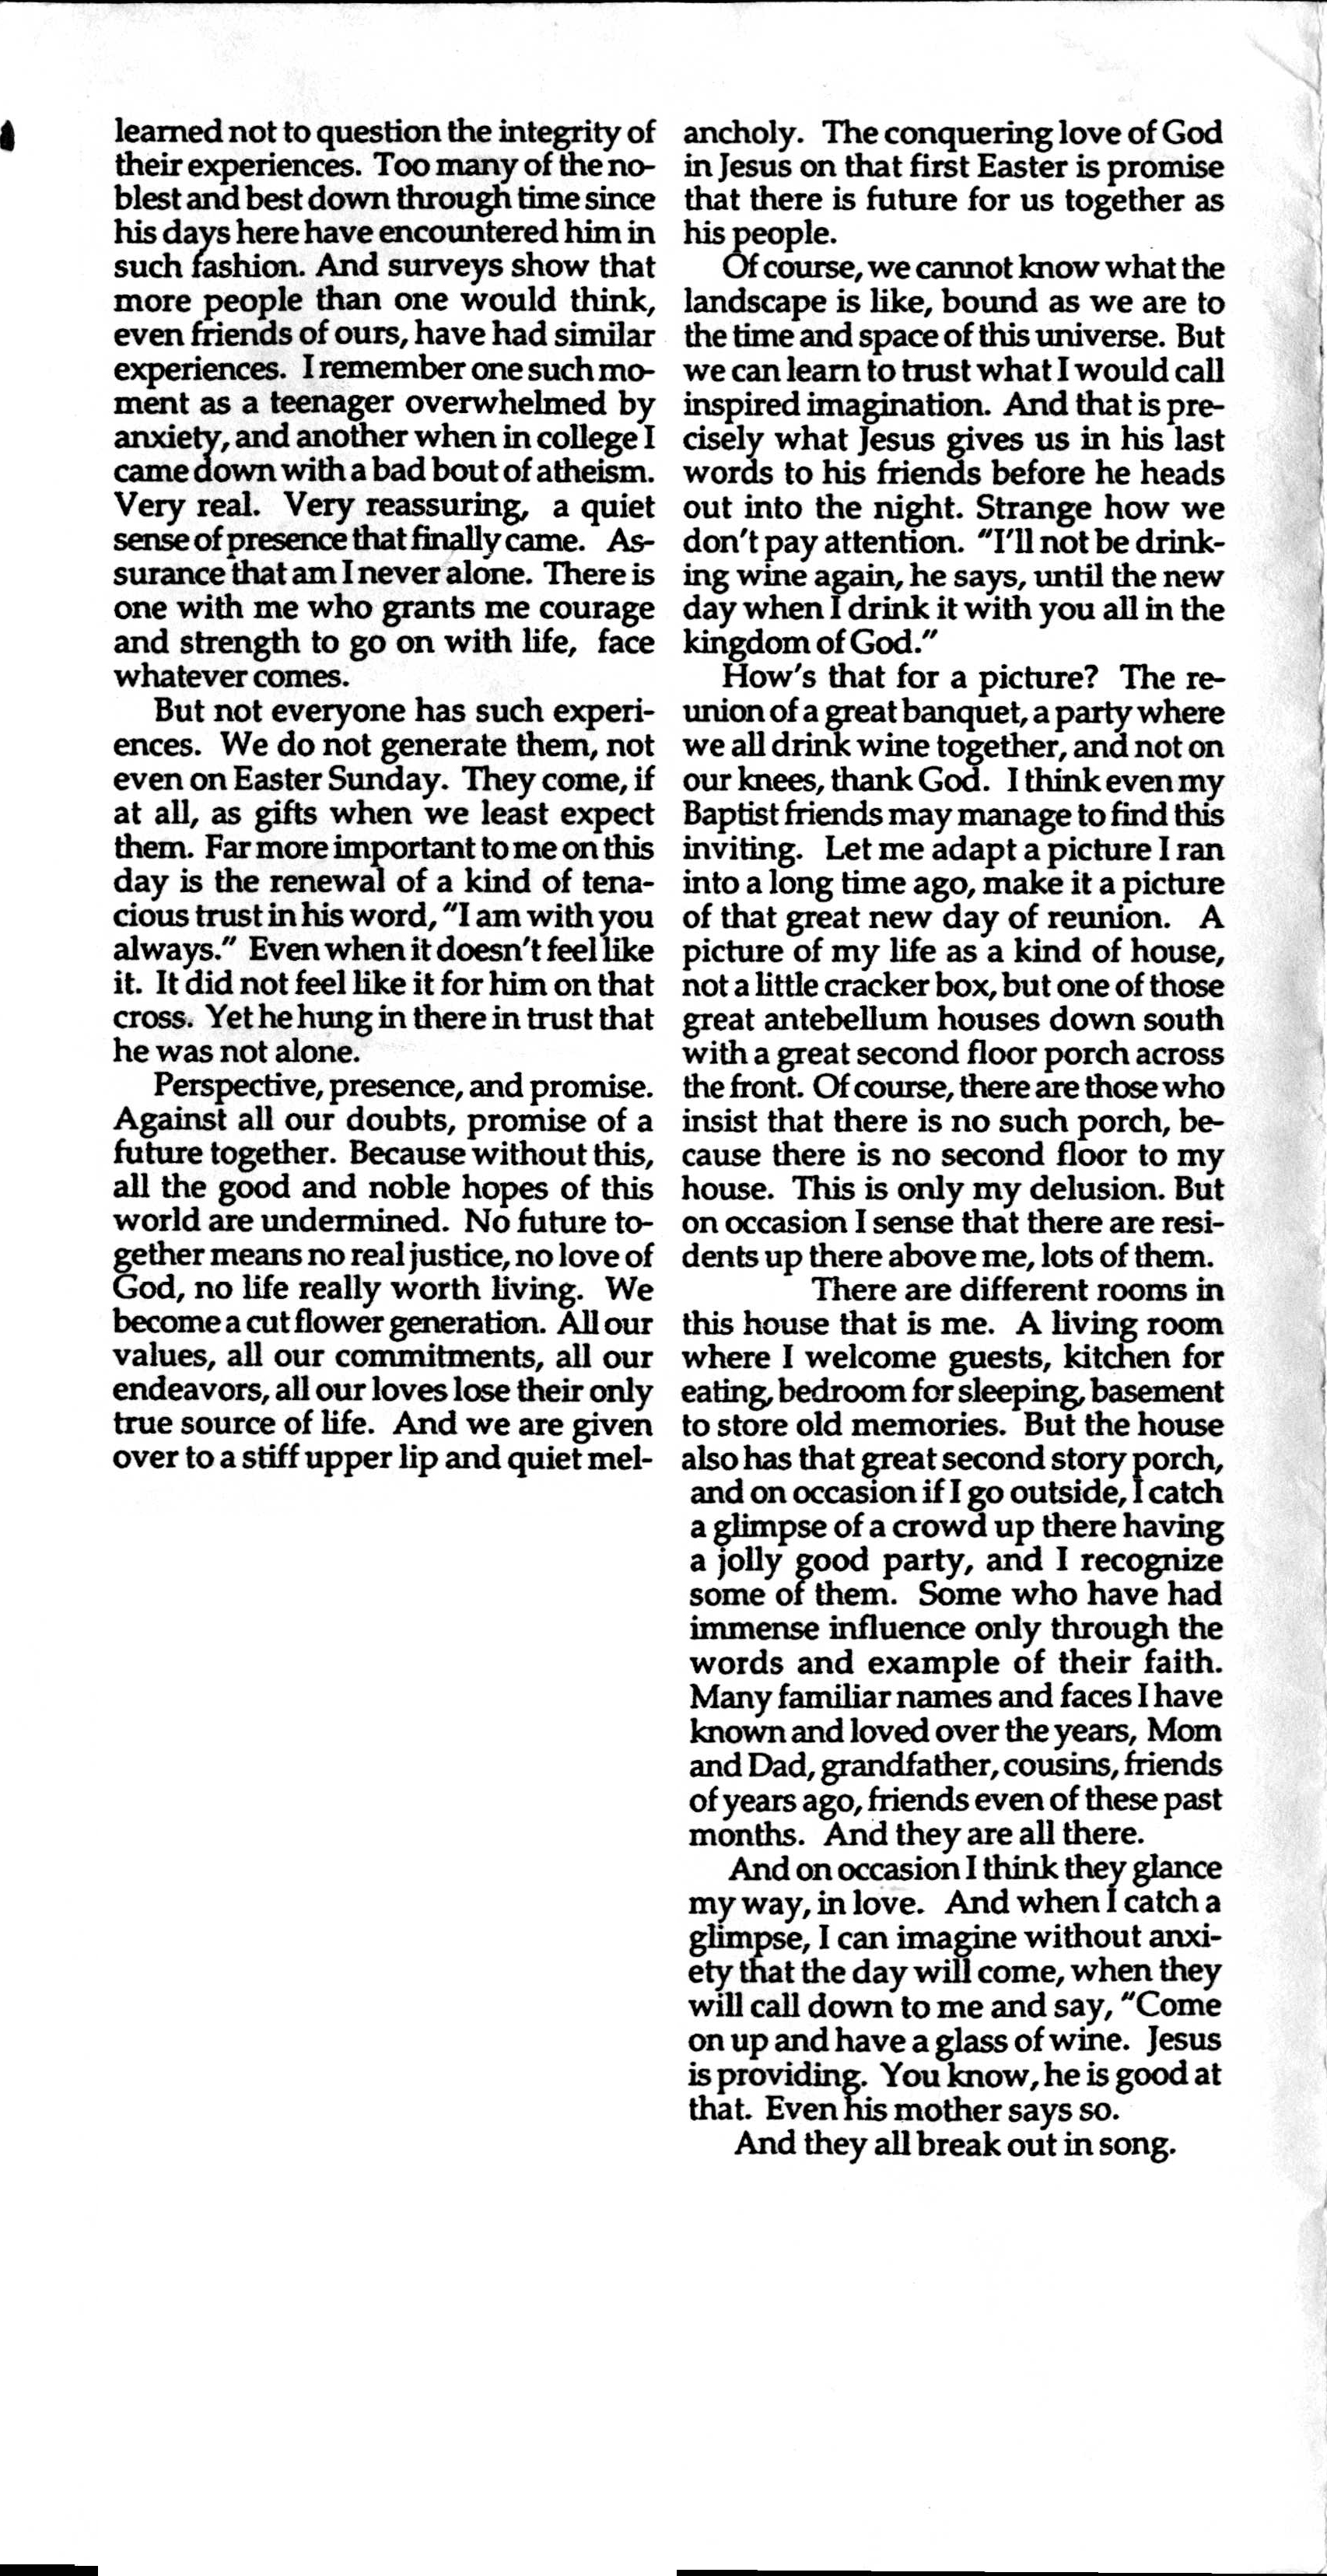 learned not to question the integrity of
their experiences. Too many of the no-
blest and best down through time since
his days here have encountered him in
such fashion. And surveys show that
more people than one would think,
even friends of ours, have had similar
experiences. I remember one such mo-
ment as a teenager overwhelmed by
anxiety, and another when in college I
came down with a bad bout of atheism.
Very real. Very reassuring, a quiet
sense of presence that finally came. As-
surance that am I never alone. There is
one with me who grants me courage
and strength to go on with life, face
whatever comes.
But not everyone has such experi-
ences. We do not generate them, not
even on Easter Sunday. They come, if
at all, as gifts when we least expect
them. Far more important to me on this
day is the renewal of a kind of tena-
cious trust in his word, "I am with you
always." Even when it doesn't feel like
it. It did not feel like it for him on that
cross. Yet he hung in there in trust that
he was not alone.
Perspective, presence, and promise.
Against all our doubts, promise of a
future together. Because without this,
all the good and noble hopes of this
world are undermined. No future to-
gether means no real justice, no love of
God, no life really worth living. We
become a cut flower generation. All our
values, all our commitments, all our
endeavors, all our loves lose their only
true source of life. And we are given
over to a stiff upper lip and quiet mel-
ancholy. The conquering love of God
in Jesus on that first Easter is promise
that there is future for us together as
his people.
Of course, we cannot know what the
landscape is like, bound as we are to
the time and space of this universe. But
we can learn to trust what I would call
inspired imagination. And that is pre-
cisely what Jesus gives us in his last
words to his friends before he heads
out into the night. Strange how we
don't pay attention. "I'll not be drink-
ing wine again, he says, until the new
day when I drink it with you all in the
kingdom of God."
How's that for a picture? The re-
union of a great banquet, a party where
we all drink wine together, and not on
our knees, thank God. I think even my
Baptist friends may manage to find this
inviting. Let me adapt a picture I ran
into a long time ago, make it a picture
of that great new day of reunion. A
picture of my life as a kind of house,
not a little cracker box, but one of those
great antebellum houses down south
with a great second floor porch across
the front. Of course, there are those who
insist that there is no such porch, be-
cause there is no second floor to my
house. This is only my delusion. But
on occasion I sense that there are resi-
dents up there above me, lots of them.
There are different rooms in
this house that is me. A living room
where I welcome guests, kitchen for
eating, bedroom for sleeping, basement
to store old memories. But the house
also has that great second story porch,
and on occasion if I go outside, I catch
a glimpse of a crowd up there having
a jolly good party, and I recognize
some of them. Some who have had
immense influence only through the
words and example of their faith.
Many familiar names and faces I have
known and loved over the years, Mom
and Dad, grandfather, cousins, friends
of years ago, friends even of these past
months. And they are all there.
And on occasion I think they glance
my way, in love. And when I catch a
glimpse, I can imagine without anxi-
ety that the day will come, when they
will call down to me and say, "Come
on up and have a glass of wine. Jesus
is providing. You know, he is good at
that. Even his mother says so.
And they all break out in song.